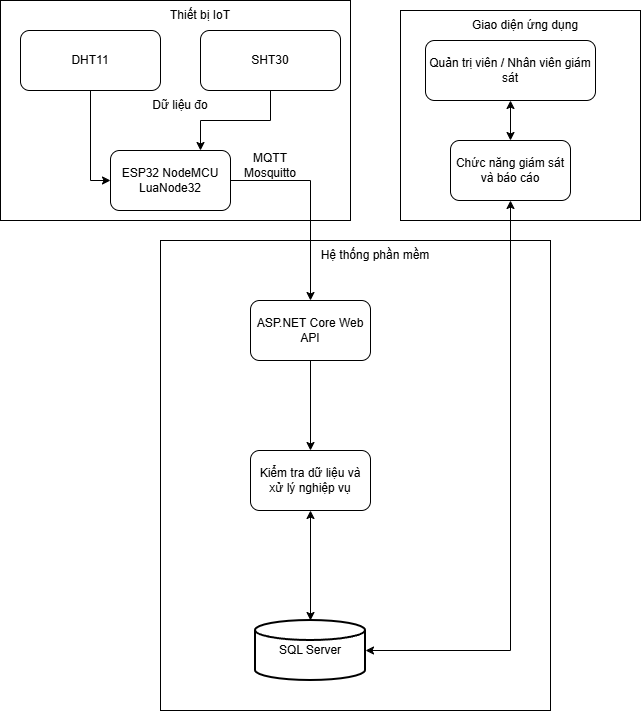 Thiết bị IoT
DHT11
SHT30
Dữ liệu đo
ESP32 NodeMCU
LuaNode32
MQTT
Mosquitto
Giao diện ứng dụng
Quản trị viên / Nhân viên giám
sát
Chức năng giám sát
và báo cáo
Hệ thống phần mềm
ASP.NET Core Web
API
Kiểm tra dữ liệu và
xử lý nghiệp vụ
SQL Server